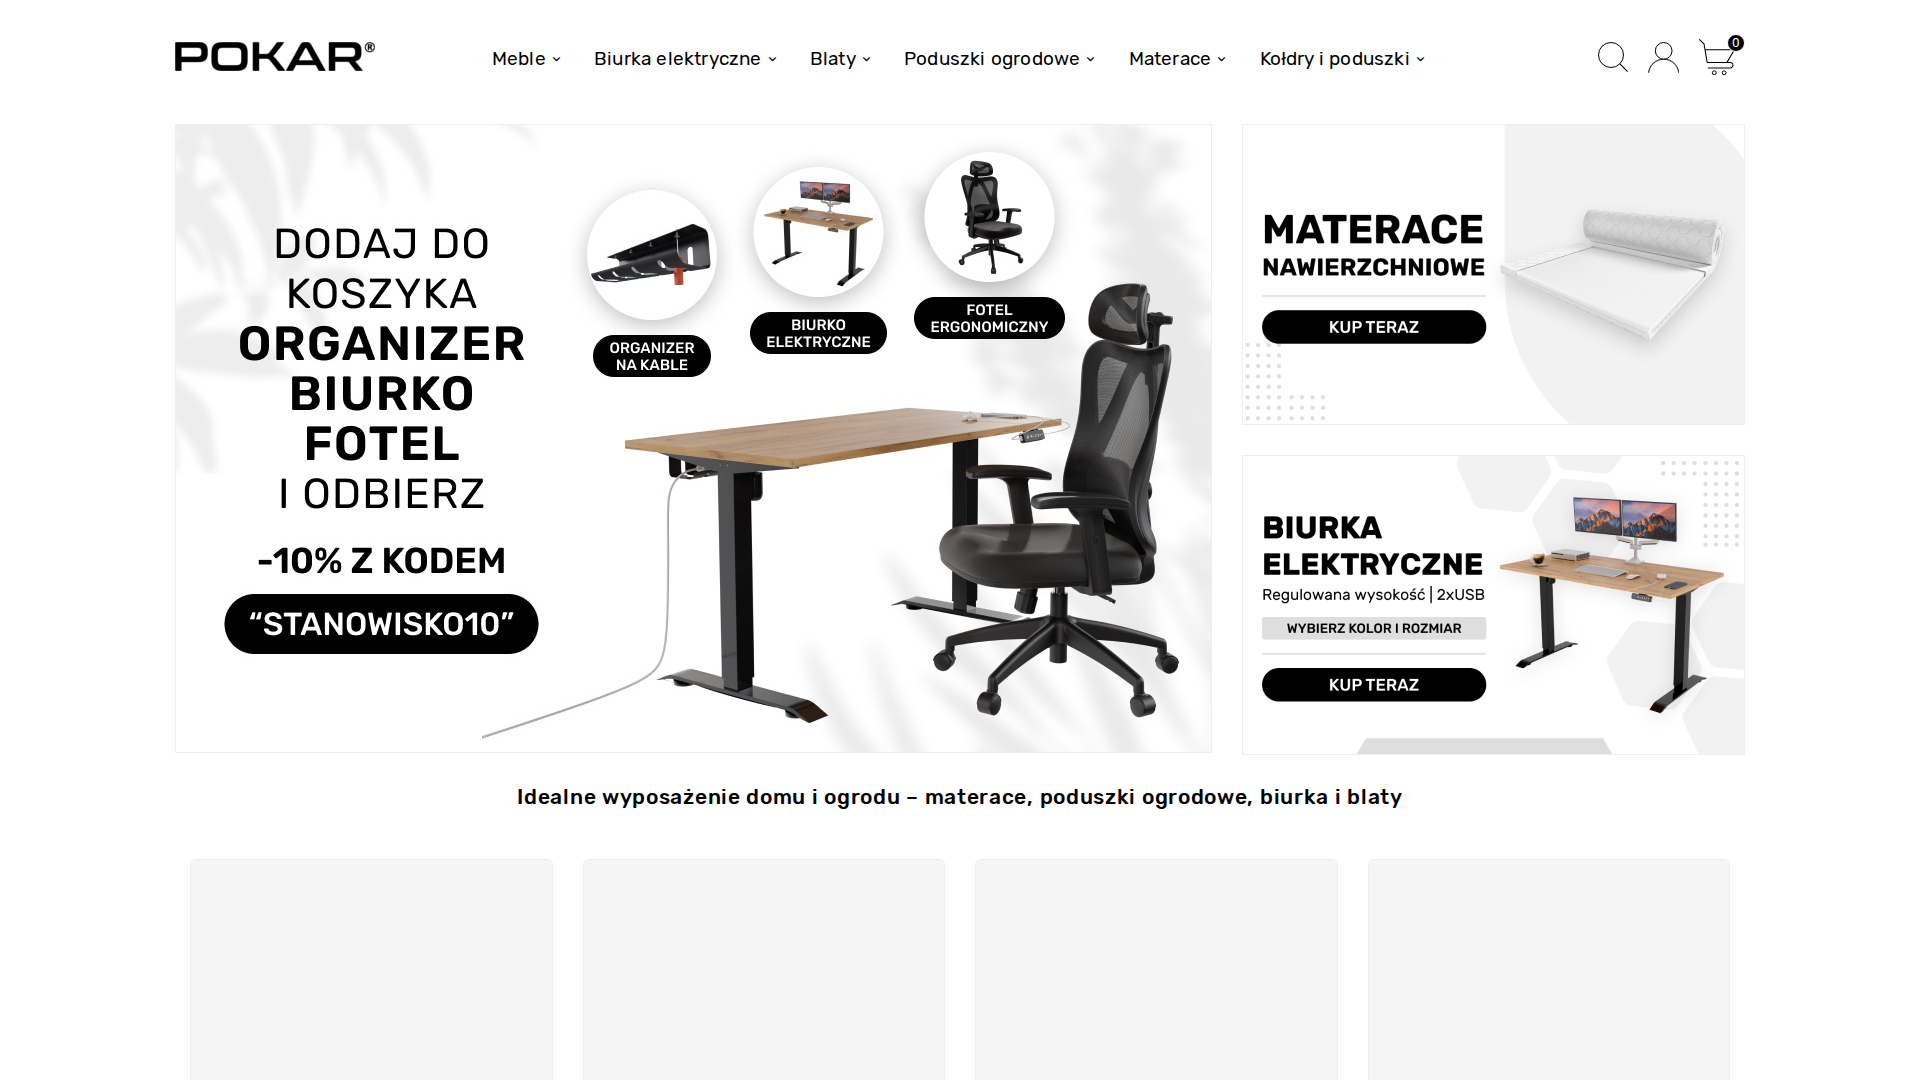 POKAR®
Meble
Biurka elektryczne
Blaty
Poduszki ogrodowe
Materace
Kołdry i poduszki
0
DODAJ DO
KOSZYKA
ORGANIZER
BIURKO
FOTEL
I ODBIERZ
-10% Z KODEM
“STANOWISKO10”
ORGANIZER
NA KABLE
BIURKO
ELEKTRYCZNE
FOTEL
ERGONOMICZNY
MATERACE
NAWIERZCHNIOWE
KUP TERAZ
BIURKA
ELEKTRYCZNE
Regulowana wysokość | 2xUSB
WYBIERZ KOLOR I ROZMIAR
KUP TERAZ
Idealne wyposażenie domu i ogrodu – materace, poduszki ogrodowe, biurka i blaty